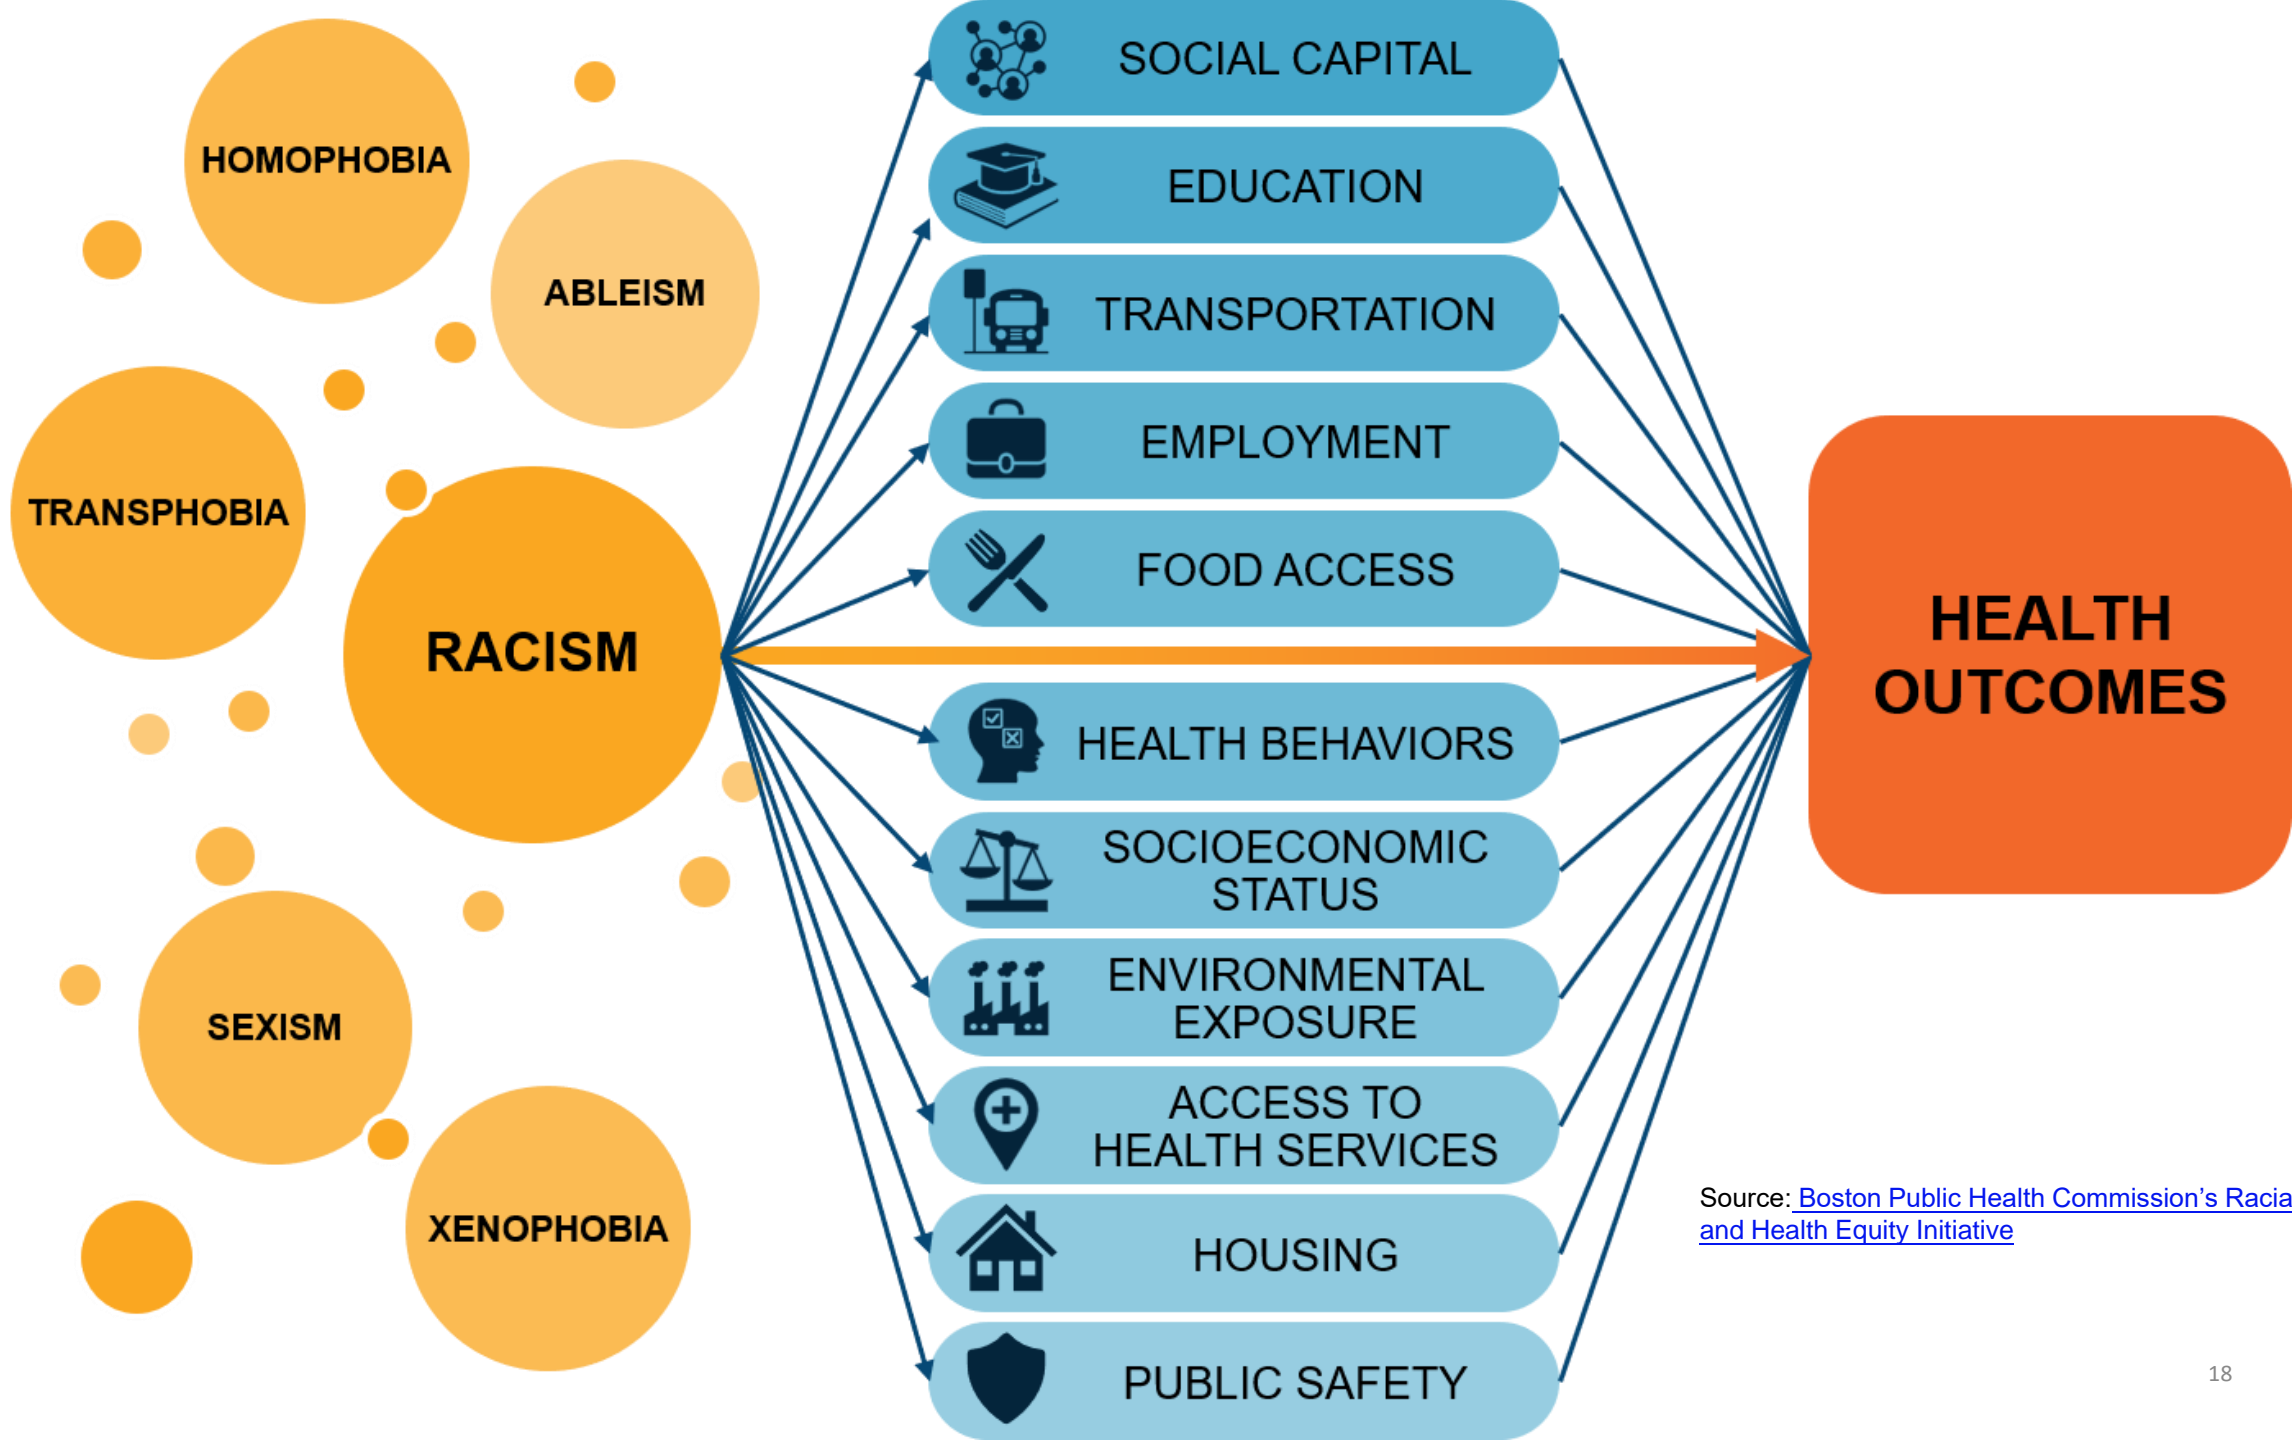 HOMOPHOBIA
ABLEISM
TRANSPHOBIA
RACISM
SEXISM
XENOPHOBIA
SOCIAL CAPITAL
EDUCATION
TRANSPORTATION
EMPLOYMENT
FOOD ACCESS
HEALTH BEHAVIORS
SOCIOECONOMIC
STATUS
ENVIRONMENTAL
EXPOSURE
ACCESS TO
HEALTH SERVICES
HOUSING
PUBLIC SAFETY
HEALTH
OUTCOMES
Source: Boston Public Health Commission’s Racia
and Health Equity Initiative
18